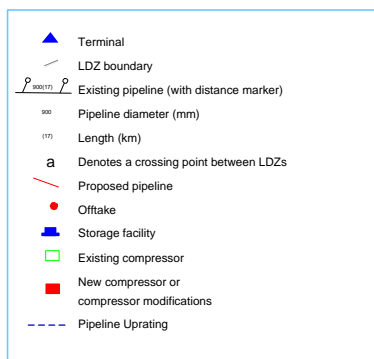 Terminal
LDZ boundary
900(17) Existing pipeline (with distance marker)
900 Pipeline diameter (mm)
(17) Length (km)
a Denotes a crossing point between LDZs
Proposed pipeline
Offtake
Storage facility
Existing compressor
New compressor or
compressor modifications
Pipeline Uprating